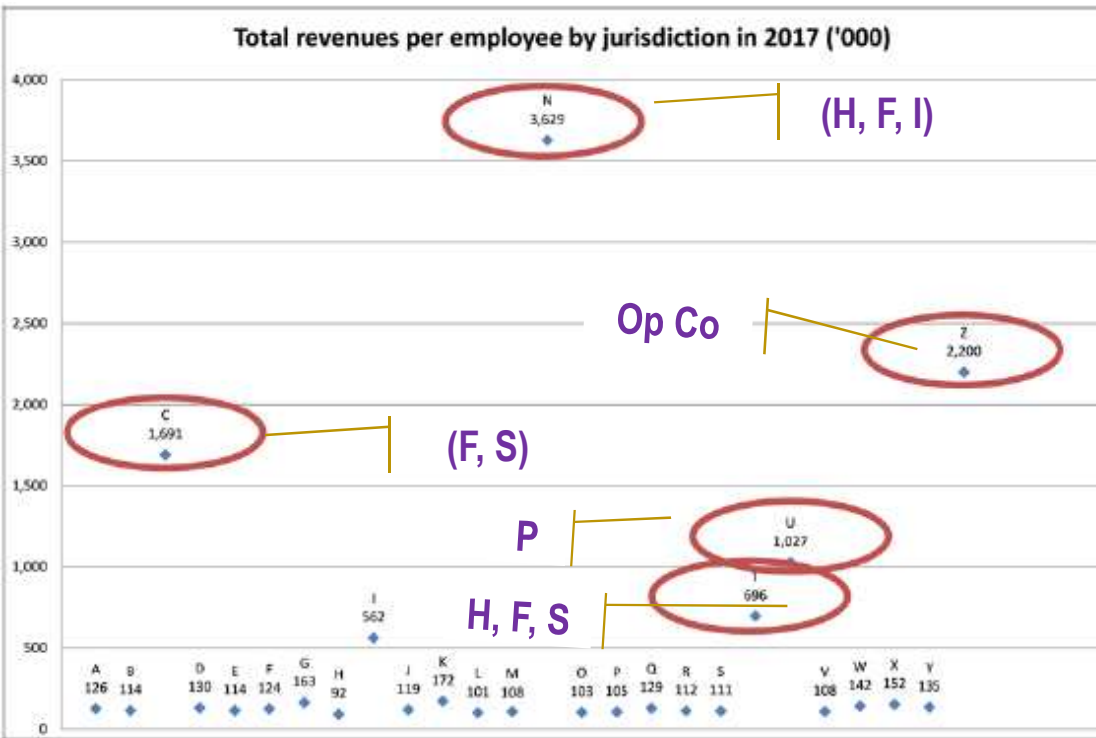 Total revenues per employee by jurisdiction in 2017 ('000)
4,000
N
3,629
(H, F, I)
3,500
3,000
2,500
Op Co
Z
2,200
2,000
C
1,691
(F, S)
1,500
U
1,027
P
1,000
696
H, F, S
I
562
500
A B D E F G H J K L M O P Q R S V W X Y
126 114 130 114 124 163 92 119 172 101 108 103 105 129 112 111 108 142 152 135
0